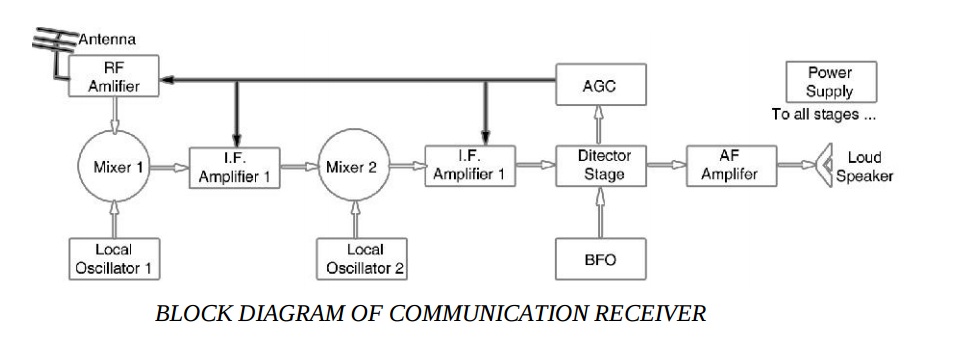 Antenna
RF
Amlifier
AGC
Power
Supply
To all stages ...
Mixer 1
I.F.
Amplifier 1
Mixer 2
I.F.
Amplifier 1
Ditector
Stage
AF
Amplifer
Loud
Speaker
Local
Oscillator 1
Local
Oscillator 2
BFO
BLOCK DIAGRAM OF COMMUNICATION RECEIVER